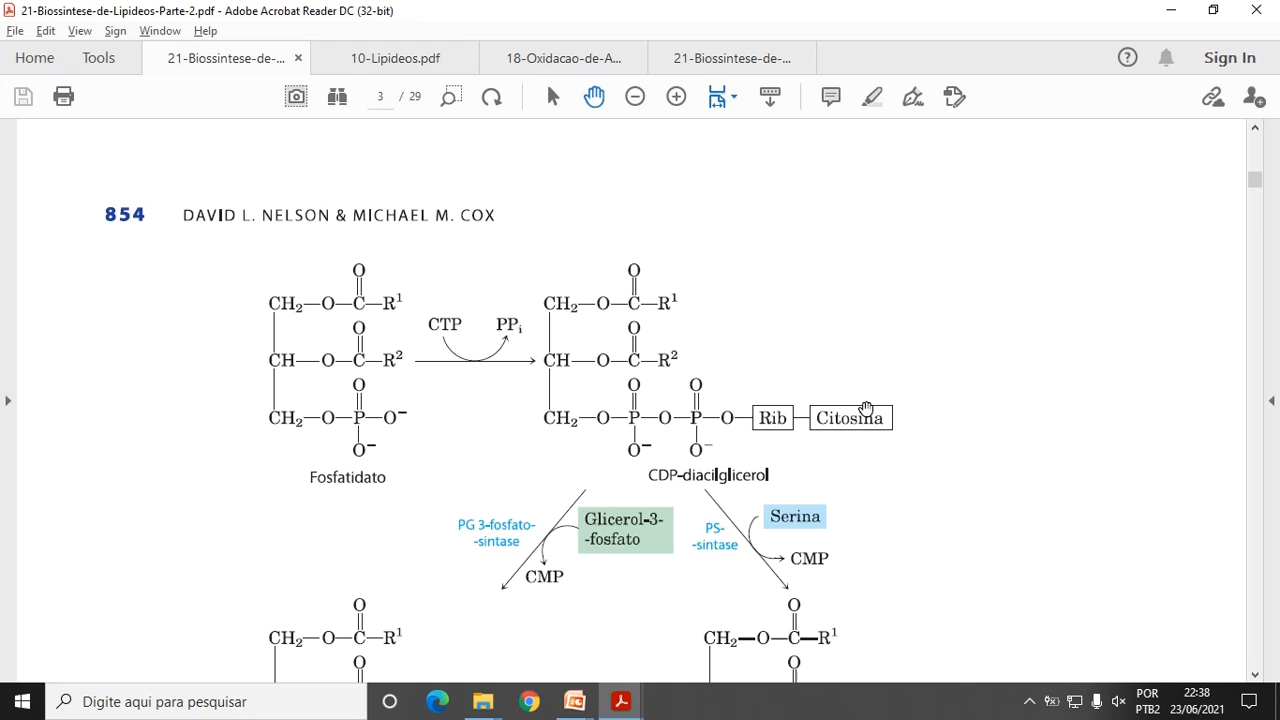 21-Biossintese-de-Lipideos-Parte-2.pdf - Adobe Acrobat Reader DC (32-bit)
File Edit View Sign Window Help
Home Tools 21-Biossintese-de-... × 10-Lipideos.pdf 18-Oxidacao-de-A... 21-Biossintese-de-... Sign In
3 / 29
854 DAVID L. NELSON & MICHAEL M. COX
O O
CH₂—O—C—R¹ CH₂—O—C—R¹
O CTP PPᵢ O
CH—O—C—R² CH—O—C—R²
O O O
CH₂—O—P—O⁻ CH₂—O—P—O—P—O—Rib—Citosina
O⁻ O⁻ O⁻
Fosfatidato CDP-diacilglicerol
PG 3-fosfato-
-sintase
Glicerol-3-
-fosfato
CMP
PS-
-sintase
Serina
CMP
O O
CH₂—O—C—R¹ CH₂—O—C—R¹
O O
Digite aqui para pesquisar
POR
PTB2
22:38
23/06/2021